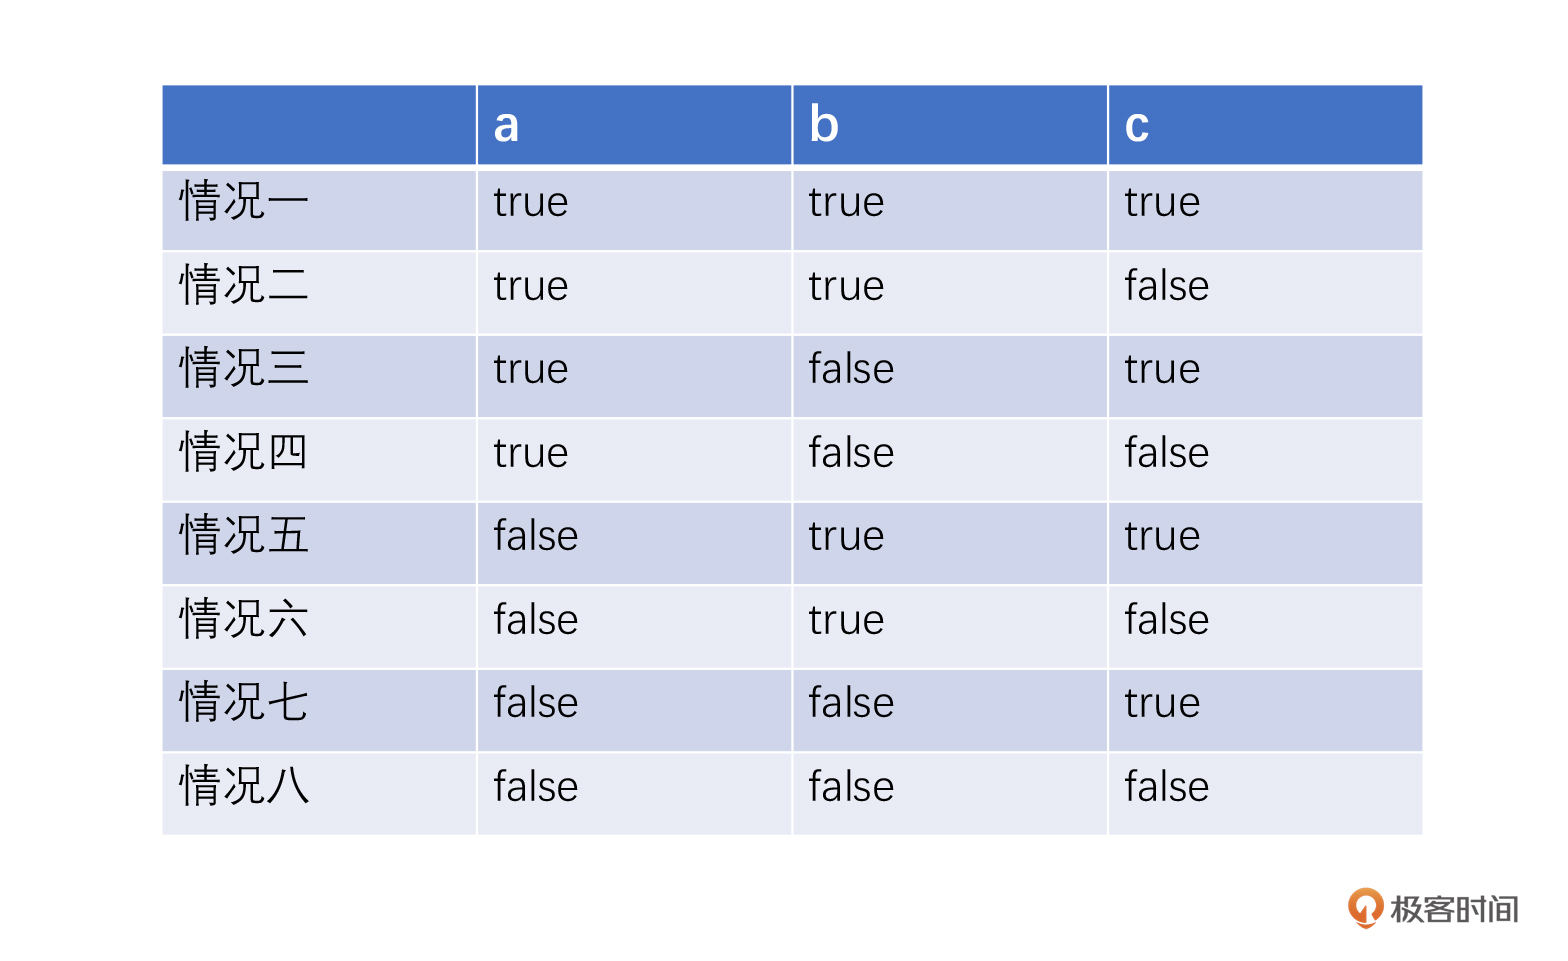 a b c
情况一 true true true
情况二 true true false
情况三 true false true
情况四 true false false
情况五 false true true
情况六 false true false
情况七 false false true
情况八 false false false
极客时间